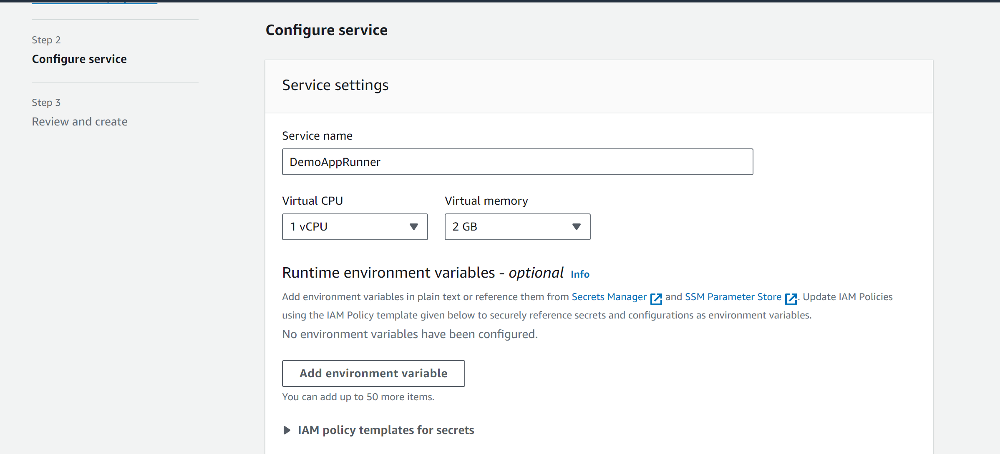 Step 2
Configure service
Step 3
Review and create
Configure service
Service settings
Service name
DemoAppRunner
Virtual CPU
Virtual memory
1 vCPU
2 GB
Runtime environment variables - optional Info
Add environment variables in plain text or reference them from Secrets Manager and SSM Parameter Store . Update IAM Policies
using the IAM Policy template given below to securely reference secrets and configurations as environment variables.
No environment variables have been configured.
Add environment variable
You can add up to 50 more items.
IAM policy templates for secrets